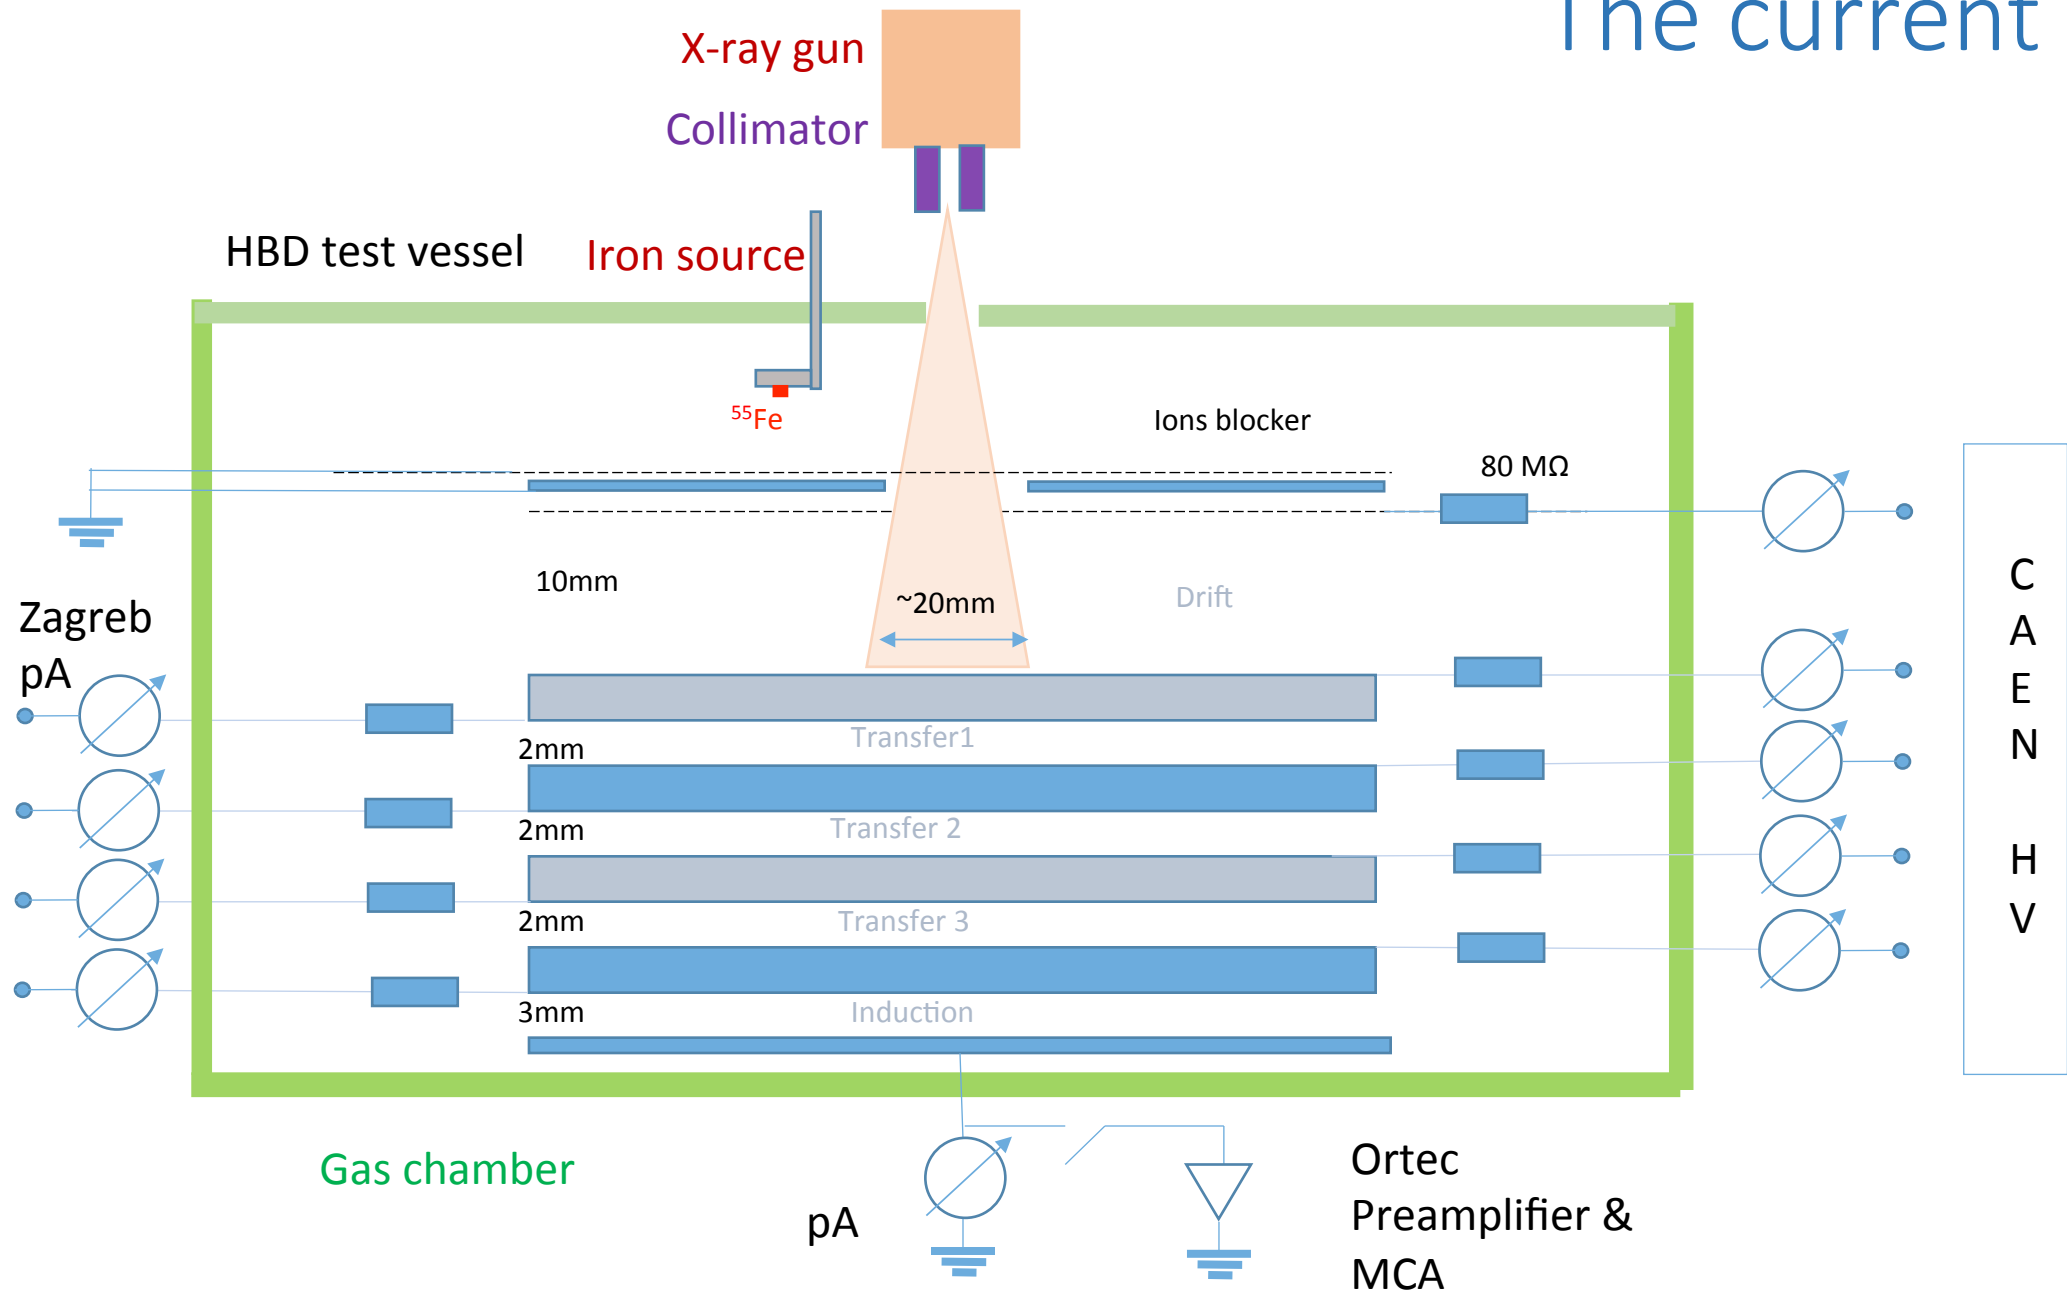 The current
X-ray gun
Collimator
HBD test vessel
Iron source
55Fe
Ions blocker
80 MΩ
10mm
~20mm
Drift
Zagreb
pA
Transfer1
2mm
Transfer 2
2mm
Transfer 3
2mm
Induction
3mm
C
A
E
N
H
V
Gas chamber
pA
Ortec
Preamplifier &
MCA